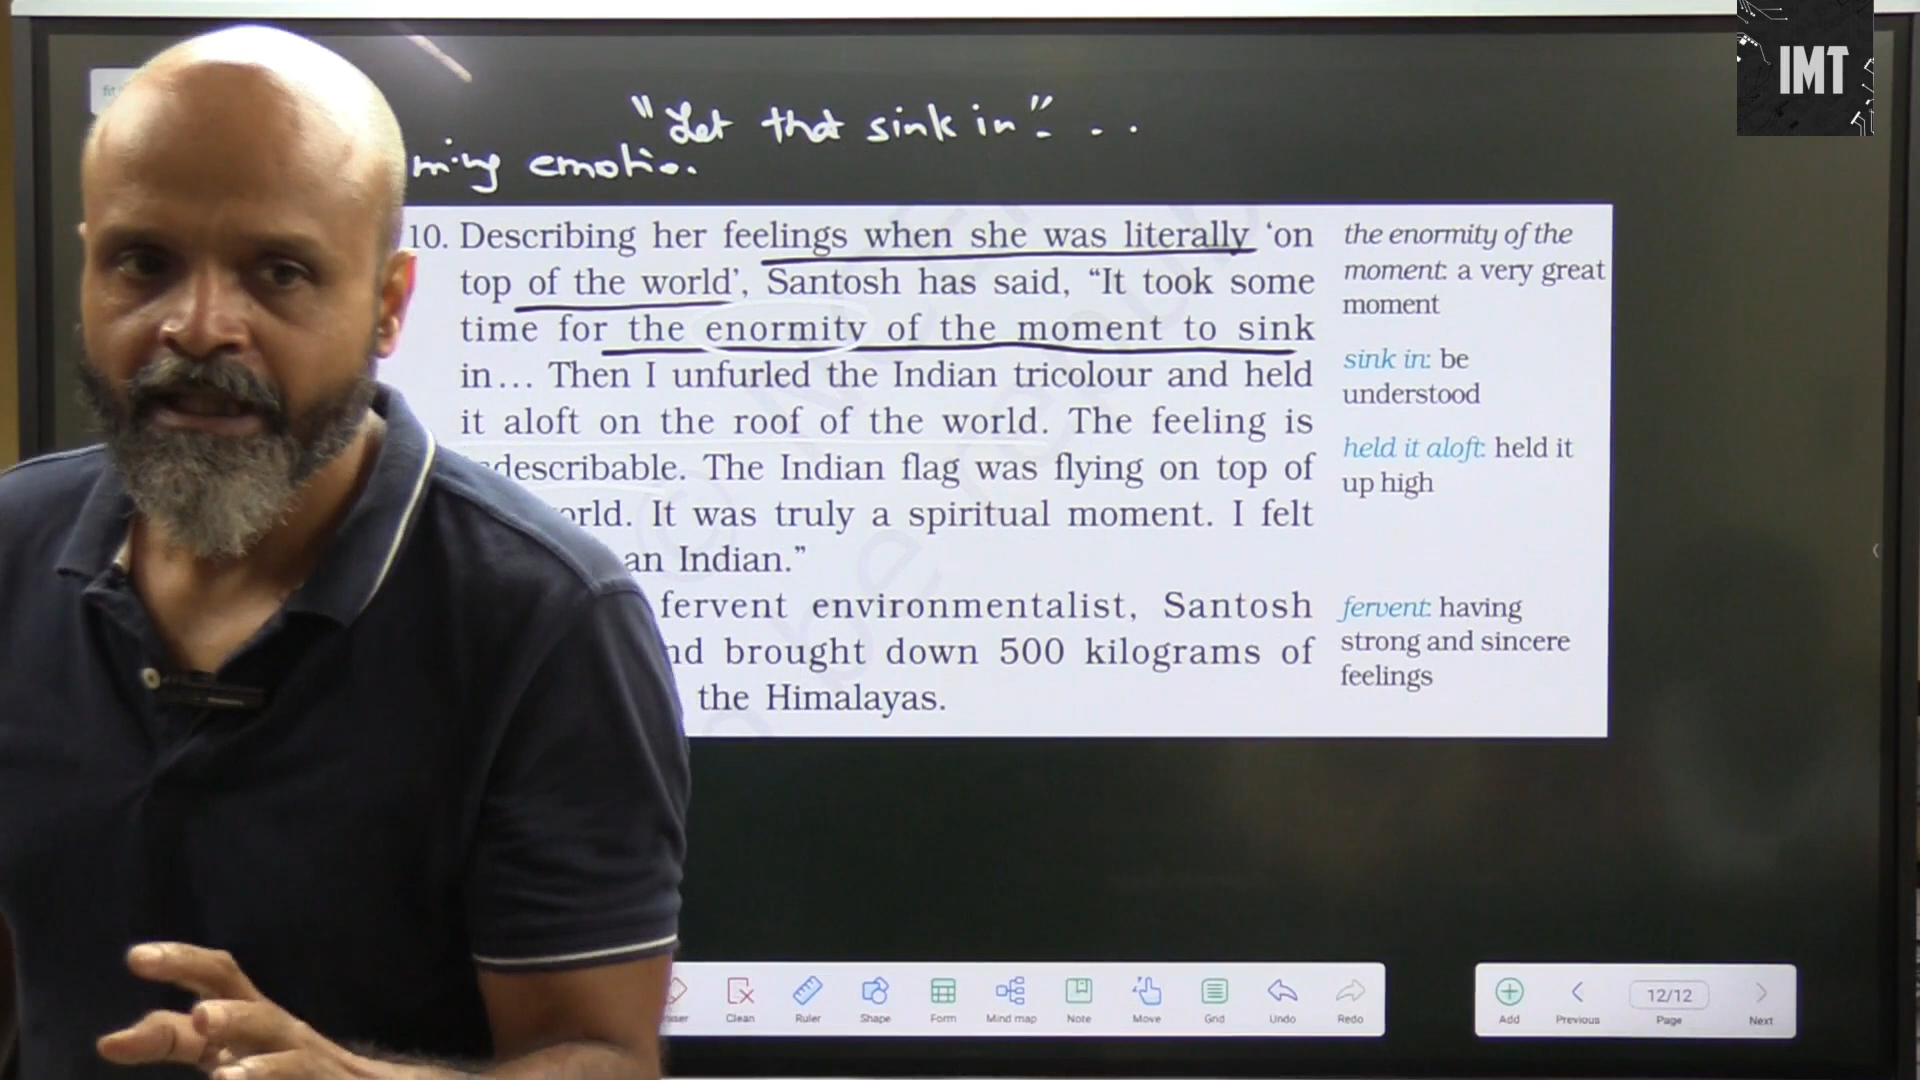 IMT
"Let that sink in" - . .
ming emotio.
10. Describing her feelings when she was literally ‘on
top of the world’, Santosh has said, “It took some
time for the enormity of the moment to sink
in... Then I unfurled the Indian tricolour and held
it aloft on the roof of the world. The feeling is
describable. The Indian flag was flying on top of
orld. It was truly a spiritual moment. I felt
an Indian.”
fervent environmentalist, Santosh
nd brought down 500 kilograms of
the Himalayas.
the enormity of the
moment: a very great
moment
sink in: be
understood
held it aloft: held it
up high
fervent: having
strong and sincere
feelings
Clean Ruler Shape Form Mind map Note Move Grid Undo Redo
12/12
Add Previous Page Next